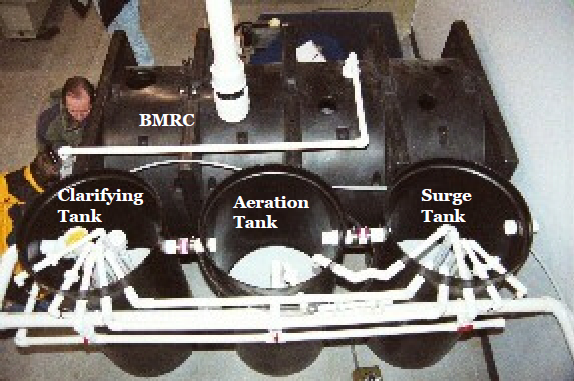 BMRC
Clarifying
Tank
Aeration
Tank
Surge
Tank